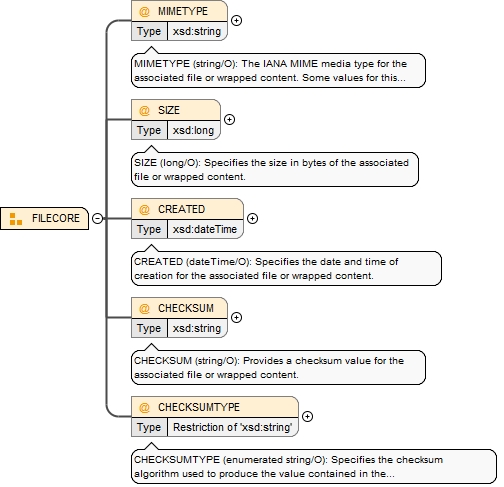 @ MIMETYPE
Type xsd:string
MIMETYPE (string/O): The IANA MIME media type for the
associated file or wrapped content. Some values for this...
@ SIZE
Type xsd:long
SIZE (long/O): Specifies the size in bytes of the associated
file or wrapped content.
FILECORE
@ CREATED
Type xsd:dateTime
CREATED (dateTime/O): Specifies the date and time of
creation for the associated file or wrapped content.
@ CHECKSUM
Type xsd:string
CHECKSUM (string/O): Provides a checksum value for the
associated file or wrapped content.
@ CHECKSUMTYPE
Type Restriction of 'xsd:string'
CHECKSUMTYPE (enumerated string/O): Specifies the checksum
algorithm used to produce the value contained in the...